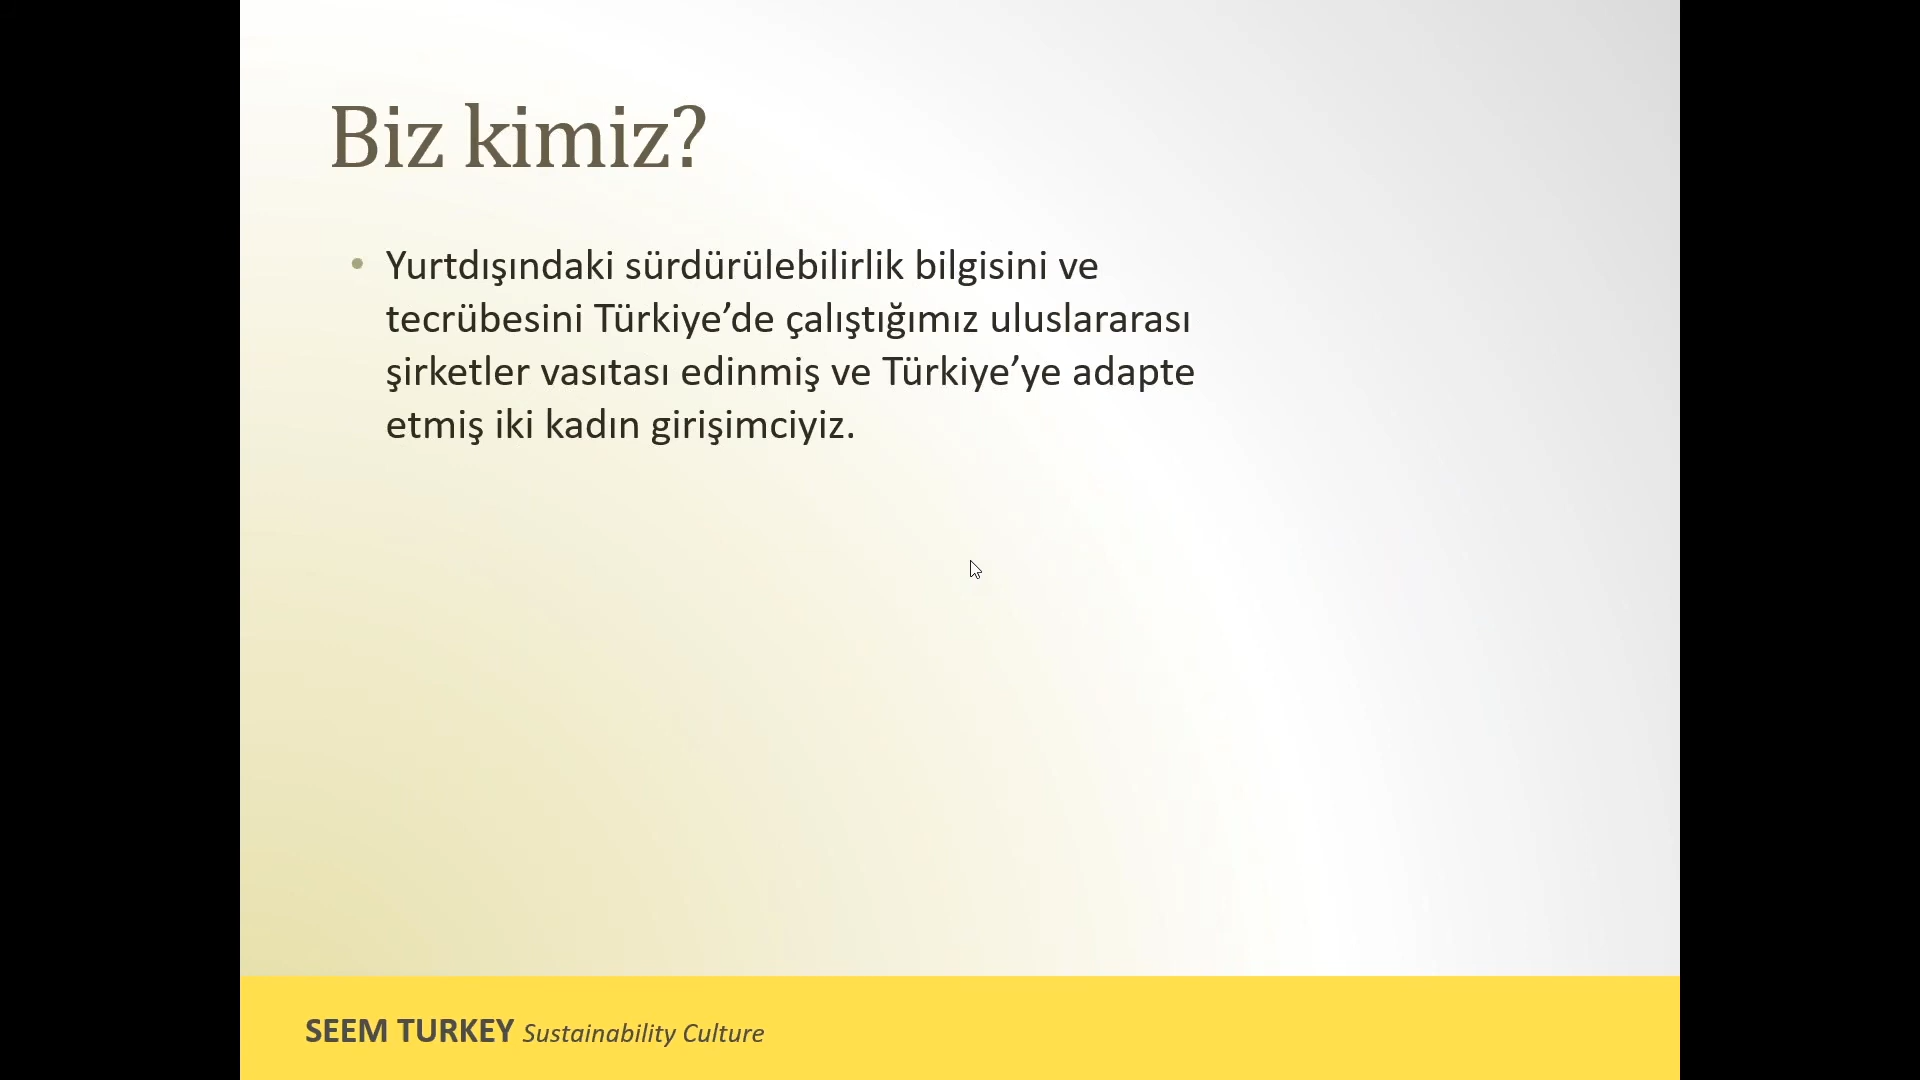 Biz kimiz?
• Yurtdışındaki sürdürülebilirlik bilgisini ve
tecrübesini Türkiye’de çalıştığımız uluslararası
şirketler vasıtası edinmiş ve Türkiye’ye adapte
etmiş iki kadın girişimciyiz.
SEEM TURKEY Sustainability Culture